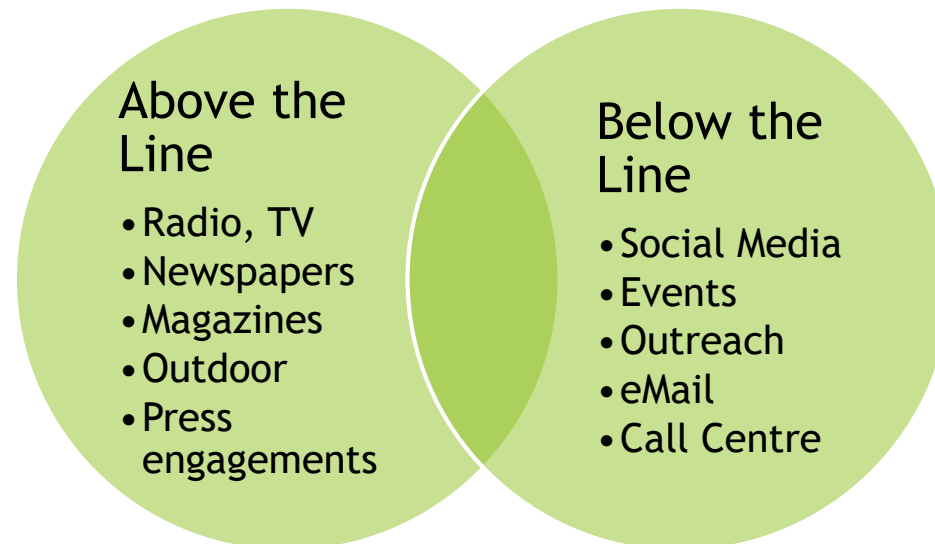 Above the
Line
•Radio, TV
•Newspapers
•Magazines
•Outdoor
•Press
engagements
Below the
Line
•Social Media
•Events
•Outreach
•eMail
•Call Centre